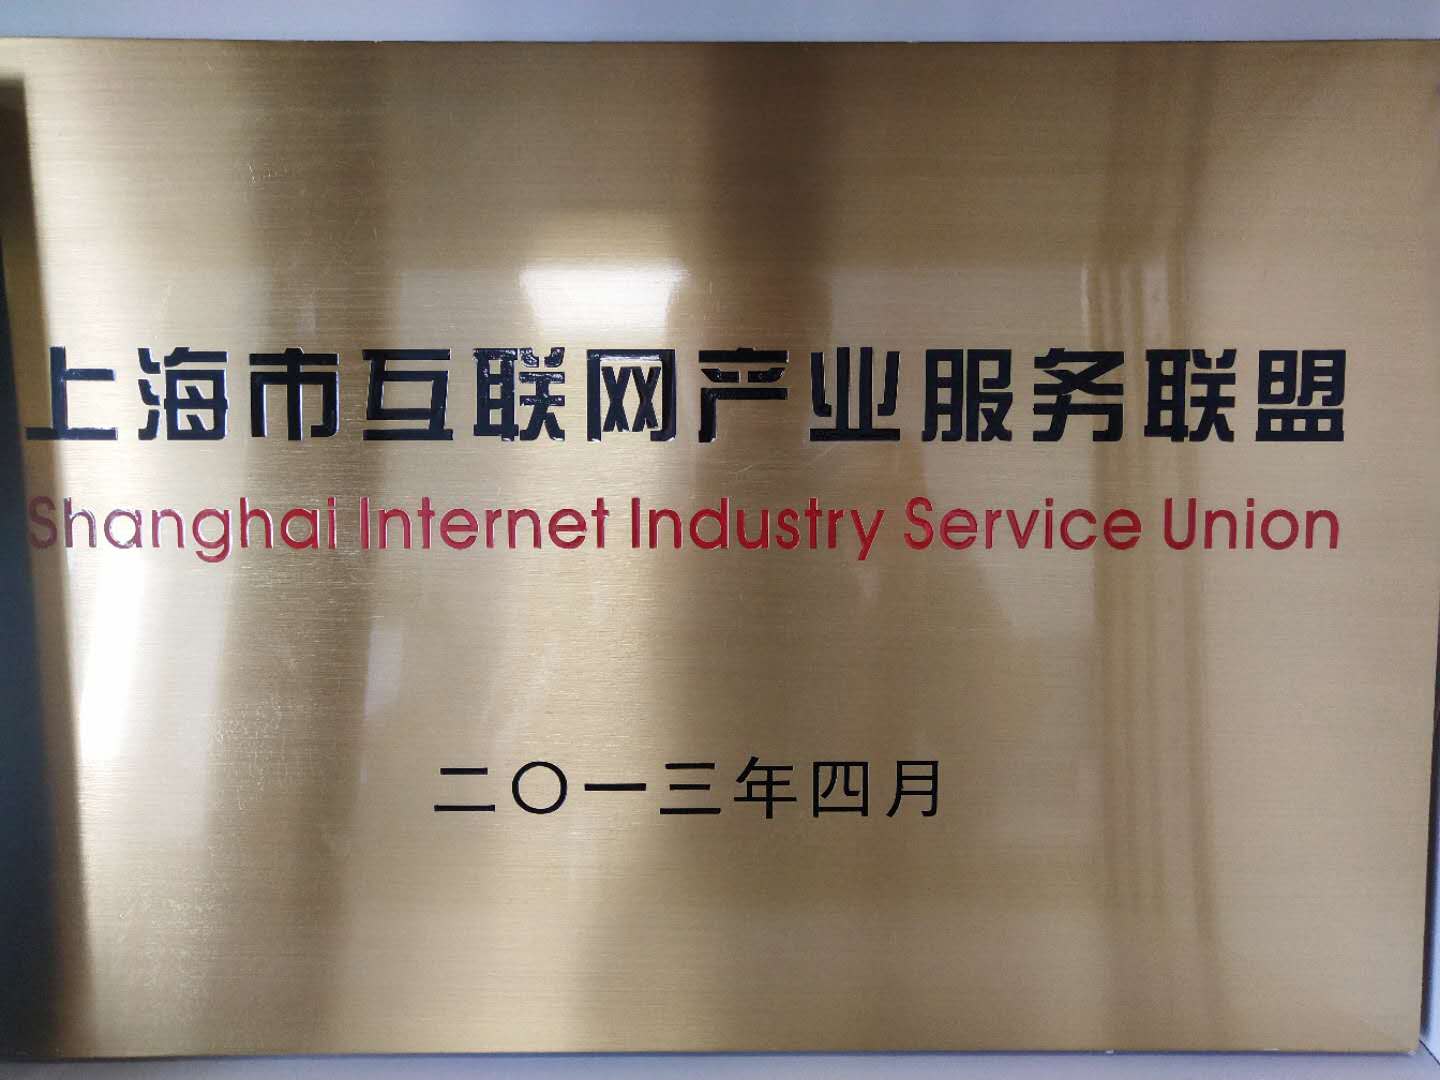 上海市互联网产业服务联盟
Shanghai Internet Industry Service Union
二〇一三年四月